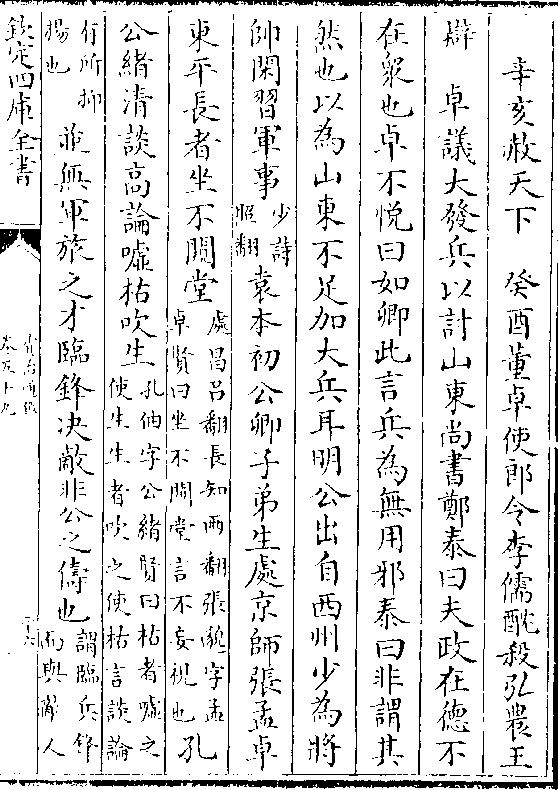 辛亥赦天下　癸酉董卓使郎令李儒酖殺弘農王
辯　卓議大發兵以討山東尚書鄭泰曰夫政在德不
在衆也卓不悅曰如卿此言兵為無用邪泰曰非謂其
然也以為山東不足加大兵耳明公出自西州少為將
帥閑習軍事少詩照翻袁本初公卿子弟生處京師張孟卓
東平長者坐不闚堂處昌吕翻長知兩翻張邈字孟卓賢曰坐不闚堂言不妄視也孔
公緒清談高論噓枯吹生孔伷字公緒賢曰枯者噓之使生生者吹之使枯言談論
有所抑揚也並無軍旅之才臨鋒决敵非公之儔也謂臨兵鋒而與敵人
欽定四庫全書
資治通鑑
卷五十九